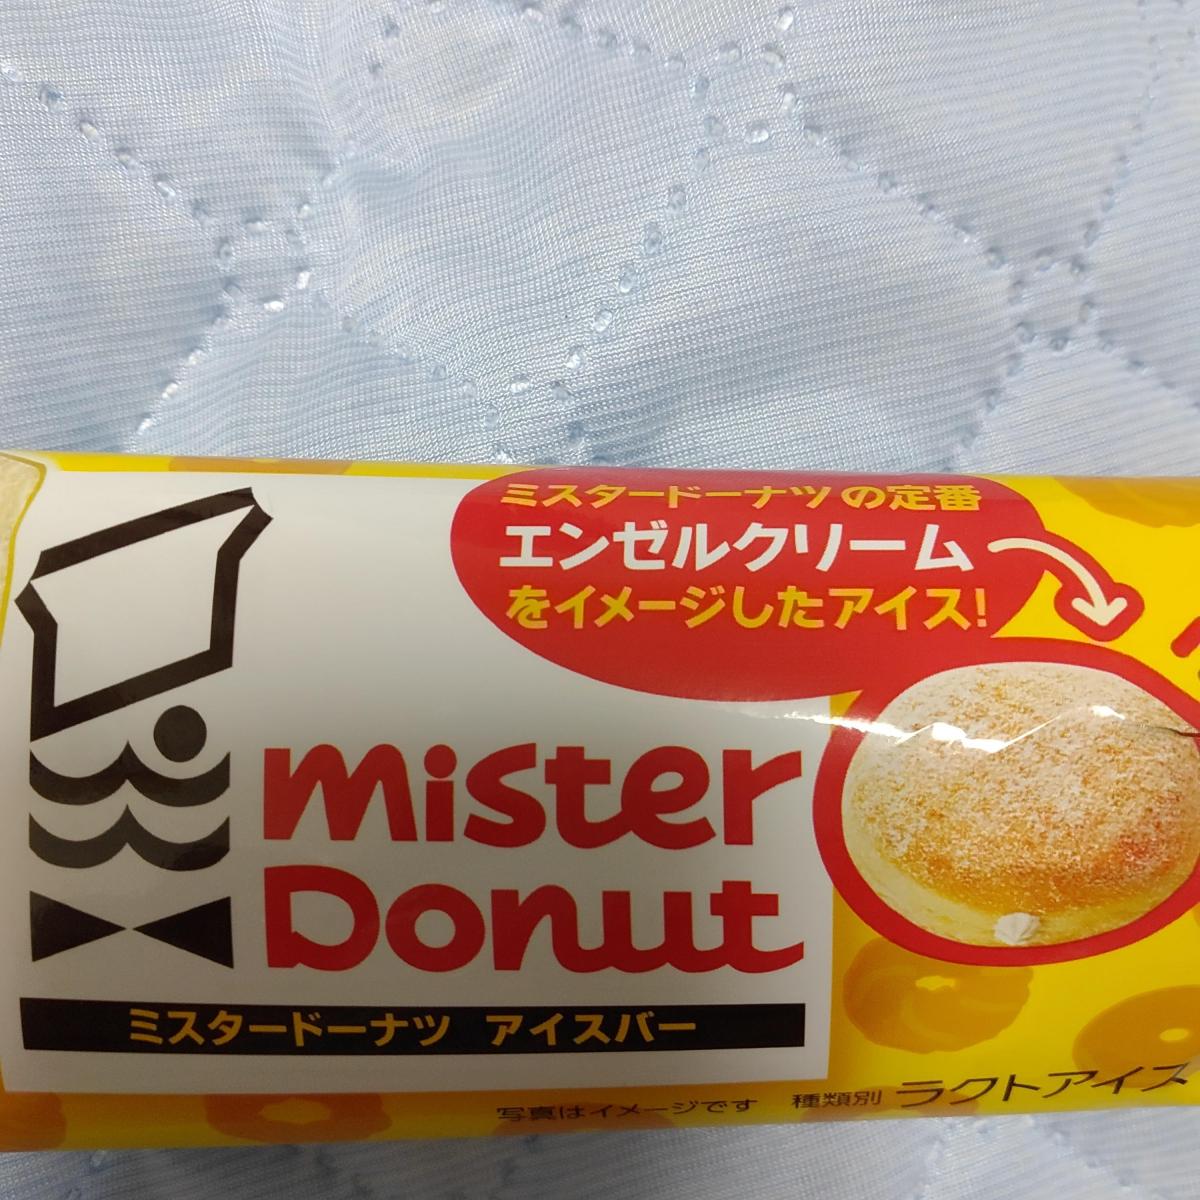 ミスタードーナツの定番
エンゼルクリーム
をイメージしたアイス!
mister
Donut
ミスタードーナツ アイスバー
写真はイメージです 種類別 ラクトアイス